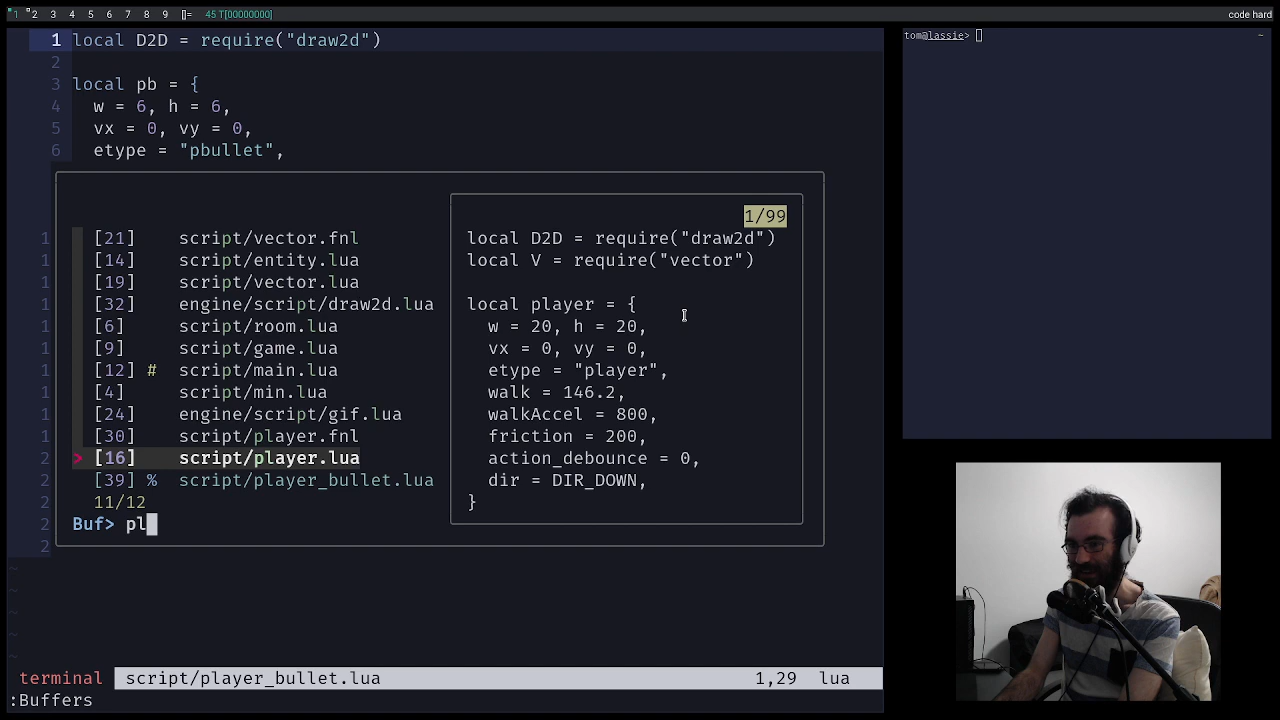 1 2 3 4 5 6 7 8 9 []= 45 T[00000000] code hard
1 local D2D = require("draw2d")
2
3 local pb = {
4 w = 6, h = 6,
5 vx = 0, vy = 0,
6 etype = "pbullet",
1 [21] script/vector.fnl
1 [14] script/entity.lua
1 [19] script/vector.lua
1 [32] engine/script/draw2d.lua
1 [6] script/room.lua
1 [9] script/game.lua
1 [12] # script/main.lua
1 [4] script/min.lua
1 [24] engine/script/gif.lua
1 [30] script/player.fnl
2 > [16] script/player.lua
2 [39] % script/player_bullet.lua
2 11/12
2 Buf> pl
2
1/99
local D2D = require("draw2d")
local V = require("vector")
local player = {
w = 20, h = 20,
vx = 0, vy = 0,
etype = "player",
walk = 146.2,
walkAccel = 800,
friction = 200,
action_debounce = 0,
dir = DIR_DOWN,
}
~
~
~
~
~
terminal script/player_bullet.lua 1,29 lua
:Buffers
tom@lassie> ~